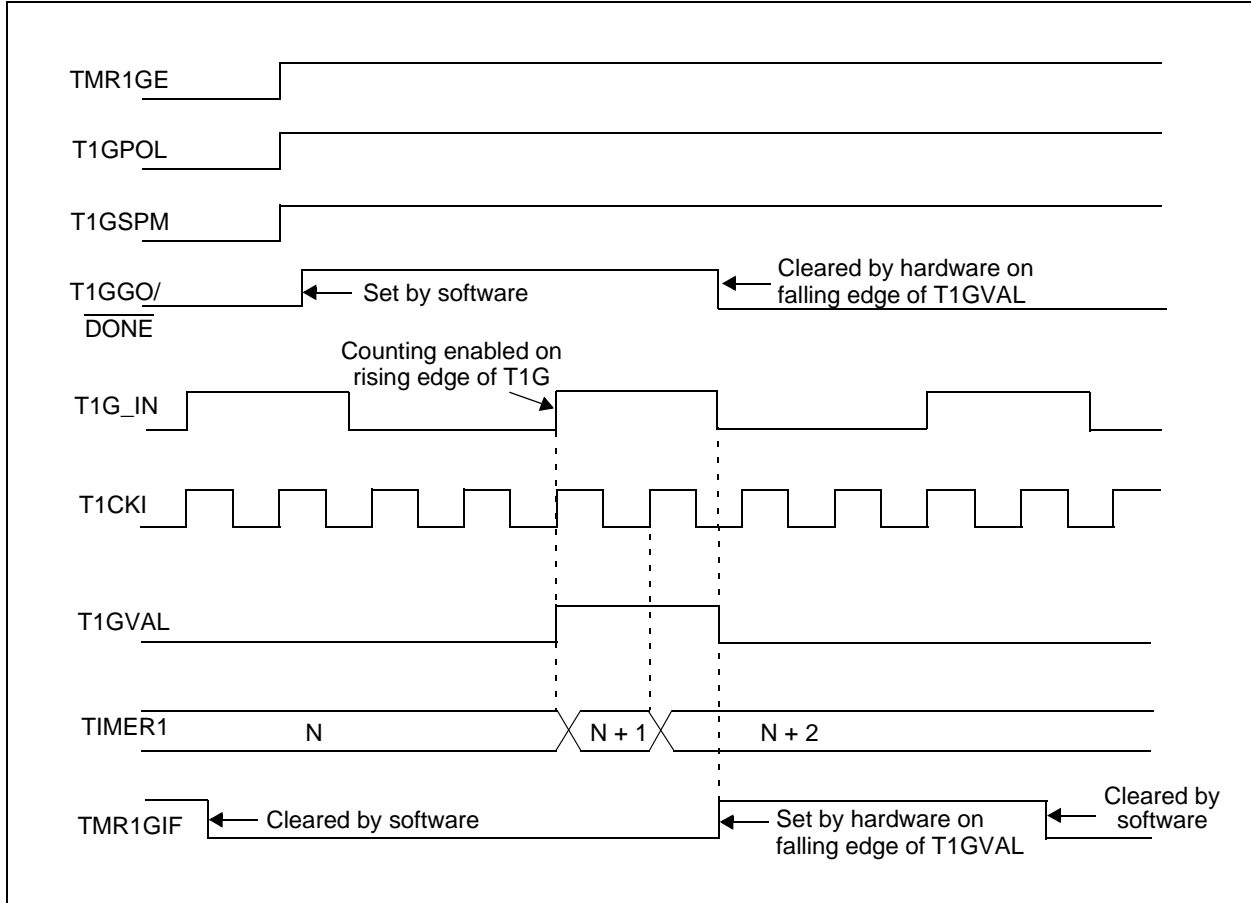 TMR1GE
T1GPOL
T1GSPM
T1GGO/
DONE
Set by software
Cleared by hardware on
falling edge of T1GVAL
Counting enabled on
rising edge of T1G
T1G_IN
T1CKI
T1GVAL
TIMER1
N
N + 1
N + 2
TMR1GIF
Cleared by software
Set by hardware on
falling edge of T1GVAL
Cleared by
software